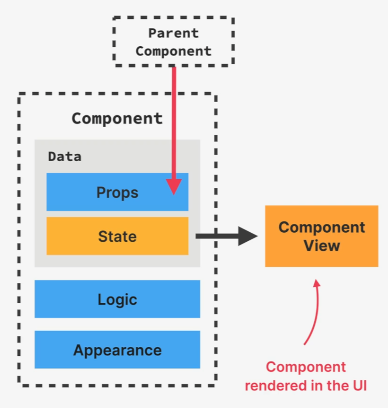 Parent
Component
Component
Data
Props
State
Component
View
Logic
Appearance
Component
rendered in the UI